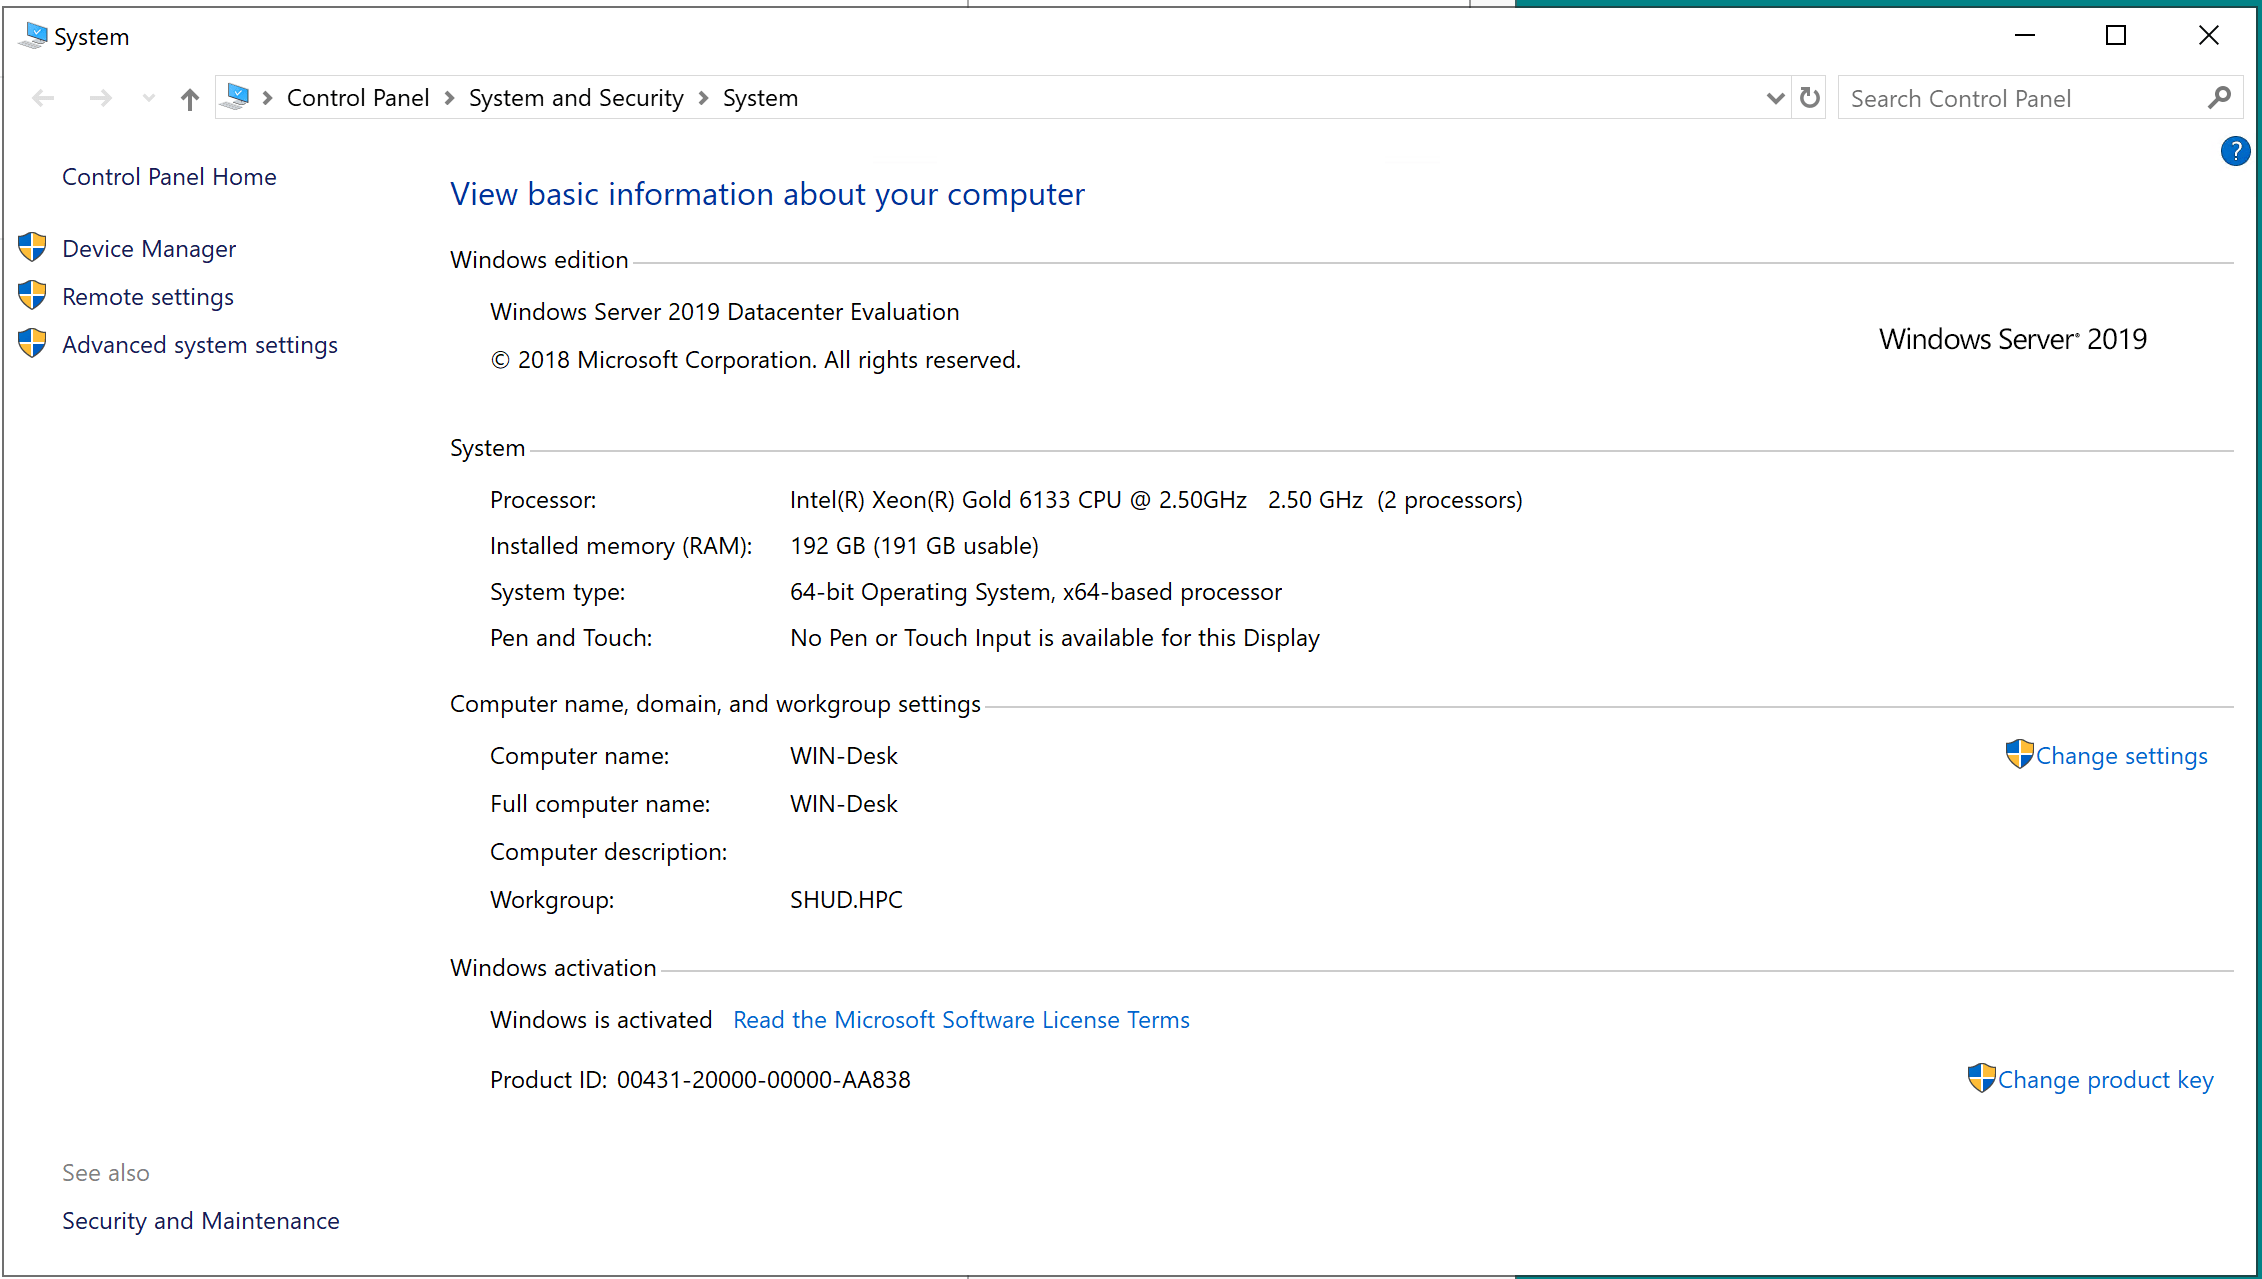 System
Control Panel System and Security System
Search Control Panel
?
Control Panel Home
Device Manager
Remote settings
Advanced system settings
View basic information about your computer
Windows edition
Windows Server 2019 Datacenter Evaluation
© 2018 Microsoft Corporation. All rights reserved.
Windows Server® 2019
System
Processor: Intel(R) Xeon(R) Gold 6133 CPU @ 2.50GHz 2.50 GHz (2 processors)
Installed memory (RAM): 192 GB (191 GB usable)
System type: 64-bit Operating System, x64-based processor
Pen and Touch: No Pen or Touch Input is available for this Display
Computer name, domain, and workgroup settings
Computer name: WIN-Desk Change settings
Full computer name: WIN-Desk
Computer description:
Workgroup: SHUD.HPC
Windows activation
Windows is activated Read the Microsoft Software License Terms
Product ID: 00431-20000-00000-AA838 Change product key
See also
Security and Maintenance